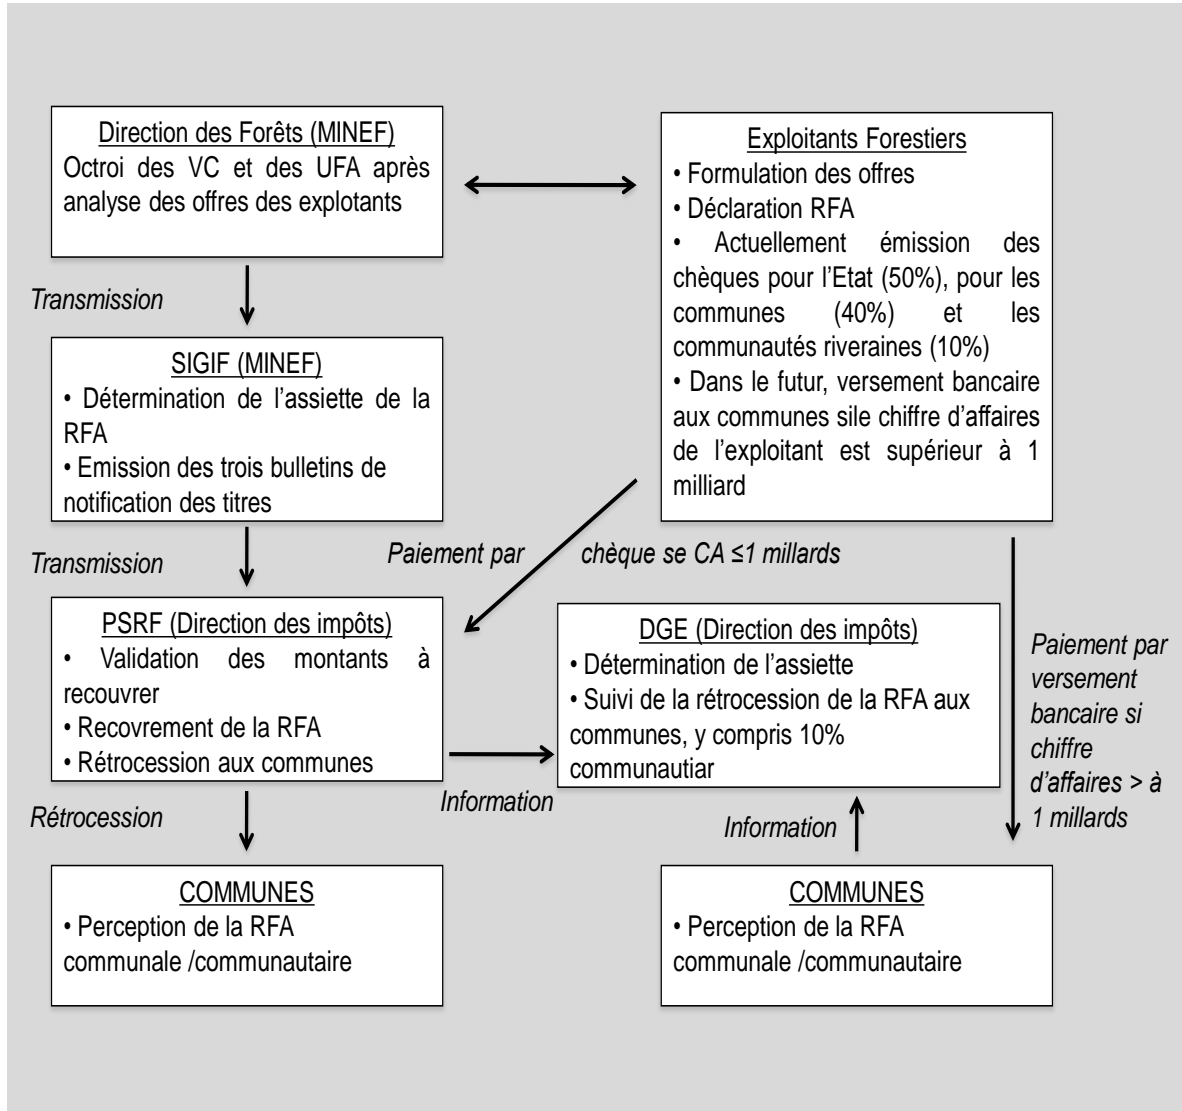 Direction des Forêts (MINEF)
Octroi des VC et des UFA après
analyse des offres des explotants
Transmission
SIGIF (MINEF)
• Détermination de l’assiette de la
RFA
• Emission des trois bulletins de
notification des titres
Transmission
PSRF (Direction des impôts)
• Validation des montants à
recouvrer
• Recovrement de la RFA
• Rétrocession aux communes
Rétrocession
COMMUNES
• Perception de la RFA
communale /communautaire
Exploitants Forestiers
• Formulation des offres
• Déclaration RFA
• Actuellement émission des
chèques pour l’Etat (50%), pour les
communes (40%) et les
communautés riveraines (10%)
• Dans le futur, versement bancaire
aux communes sile chiffre d’affaires
de l’exploitant est supérieur à 1
milliard
Paiement par chèque se CA ≤1 millards
DGE (Direction des impôts)
• Détermination de l’assiette
• Suivi de la rétrocession de la RFA aux
communes, y compris 10%
communautiar
Information
Information
Paiement par
versement
bancaire si
chiffre
d’affaires > à
1 millards
COMMUNES
• Perception de la RFA
communale /communautaire